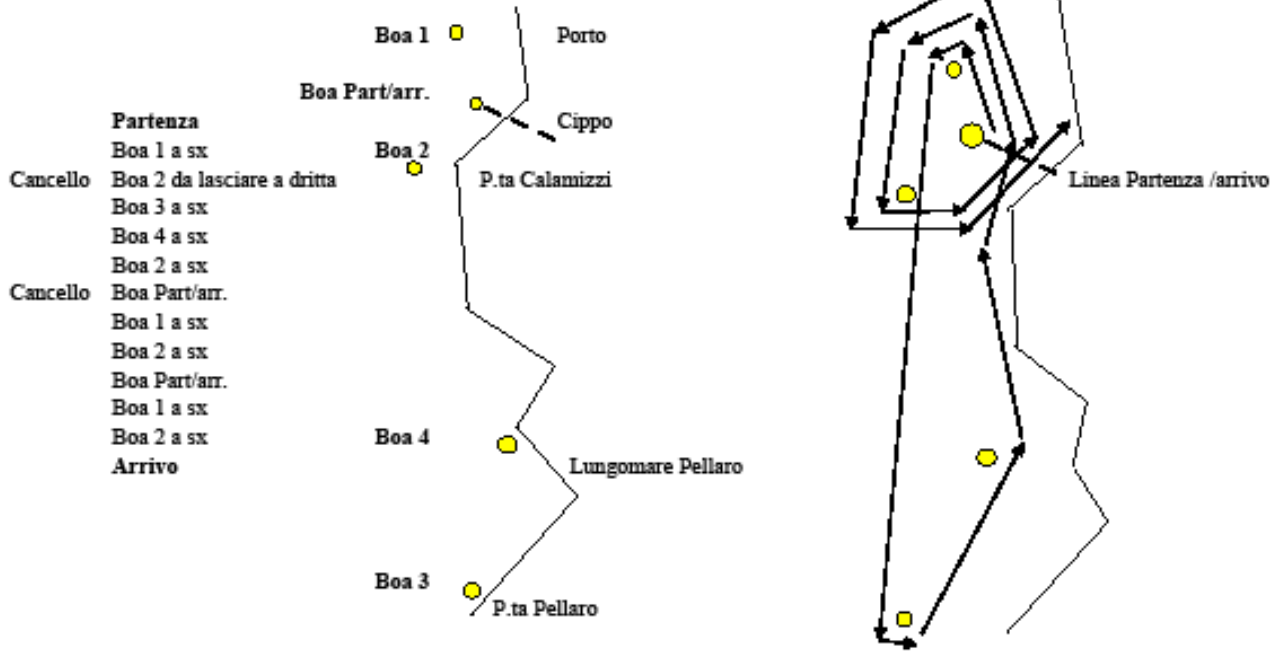 Partenza
Boa 1 a sx
Cancello Boa 2 da lasciare a dritta
Boa 3 a sx
Boa 4 a sx
Boa 2 a sx
Cancello Boa Part/arr.
Boa 1 a sx
Boa 2 a sx
Boa Part/arr.
Boa 1 a sx
Boa 2 a sx
Arrivo
Boa 1
Porto
Boa Part/arr.
Cippo
Boa 2
P.ta Calamizzi
Boa 4
Lungomare Pellaro
Boa 3
P.ta Pellaro
Linea Partenza /arrivo